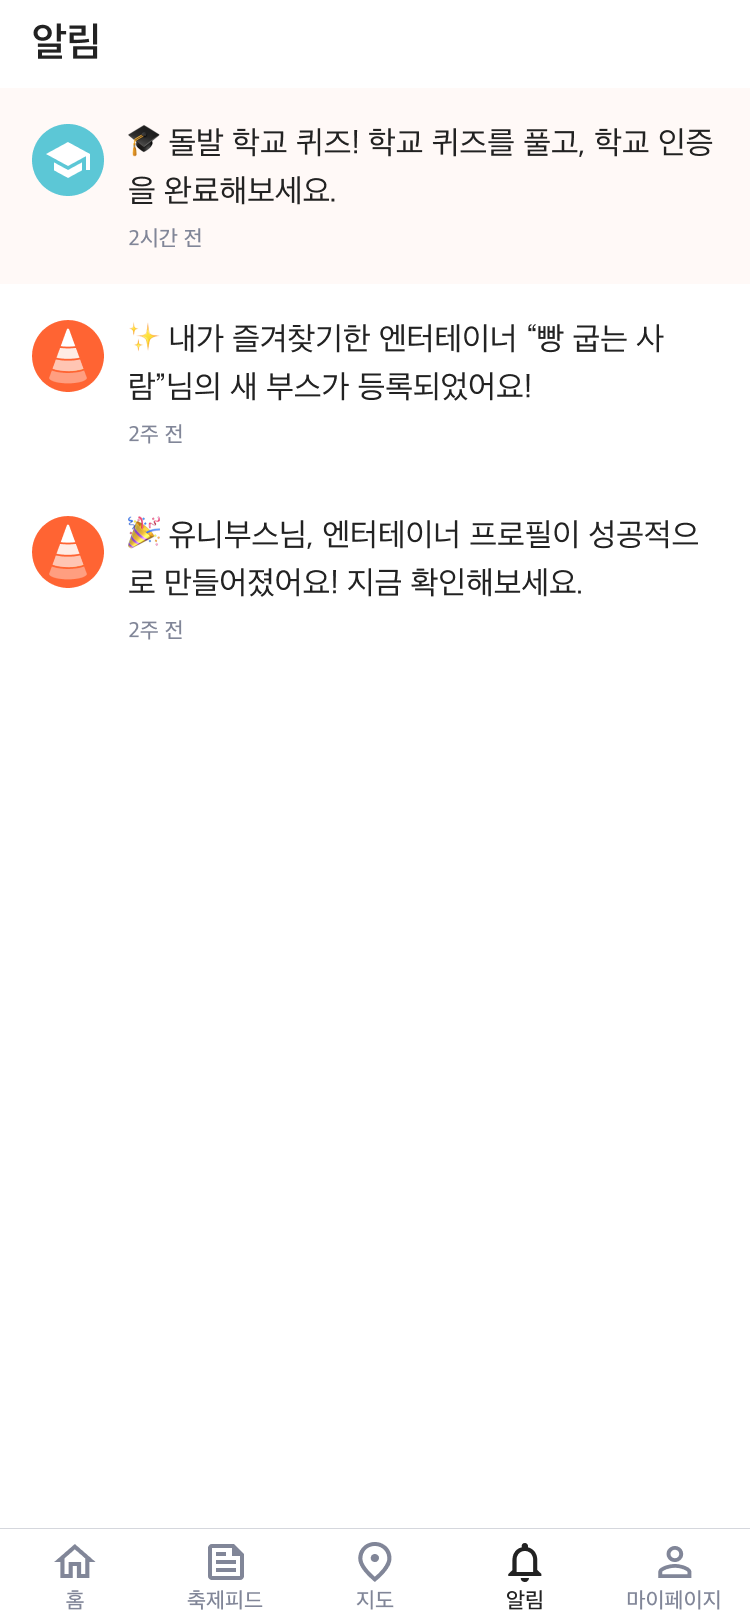 알림
🎓 돌발 학교 퀴즈! 학교 퀴즈를 풀고, 학교 인증
을 완료해보세요.
2시간 전
✨ 내가 즐겨찾기한 엔터테이너 “빵 굽는 사
람”님의 새 부스가 등록되었어요!
2주 전
🎉 유니부스님, 엔터테이너 프로필이 성공적으
로 만들어졌어요! 지금 확인해보세요.
2주 전
홈 축제피드 지도 알림 마이페이지